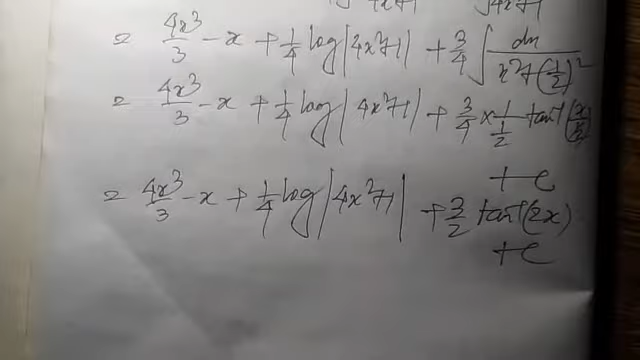 = 4x³/3 - x + 1/4 log|4x²+1| + 3/4 ∫ dx/(x²+(1/2)²)
= 4x³/3 - x + 1/4 log|4x²+1| + 3/4 × 1/(1/2) tan⁻¹(x/(1/2))
+ c
= 4x³/3 - x + 1/4 log|4x²+1| + 3/2 tan⁻¹(2x)
+ c